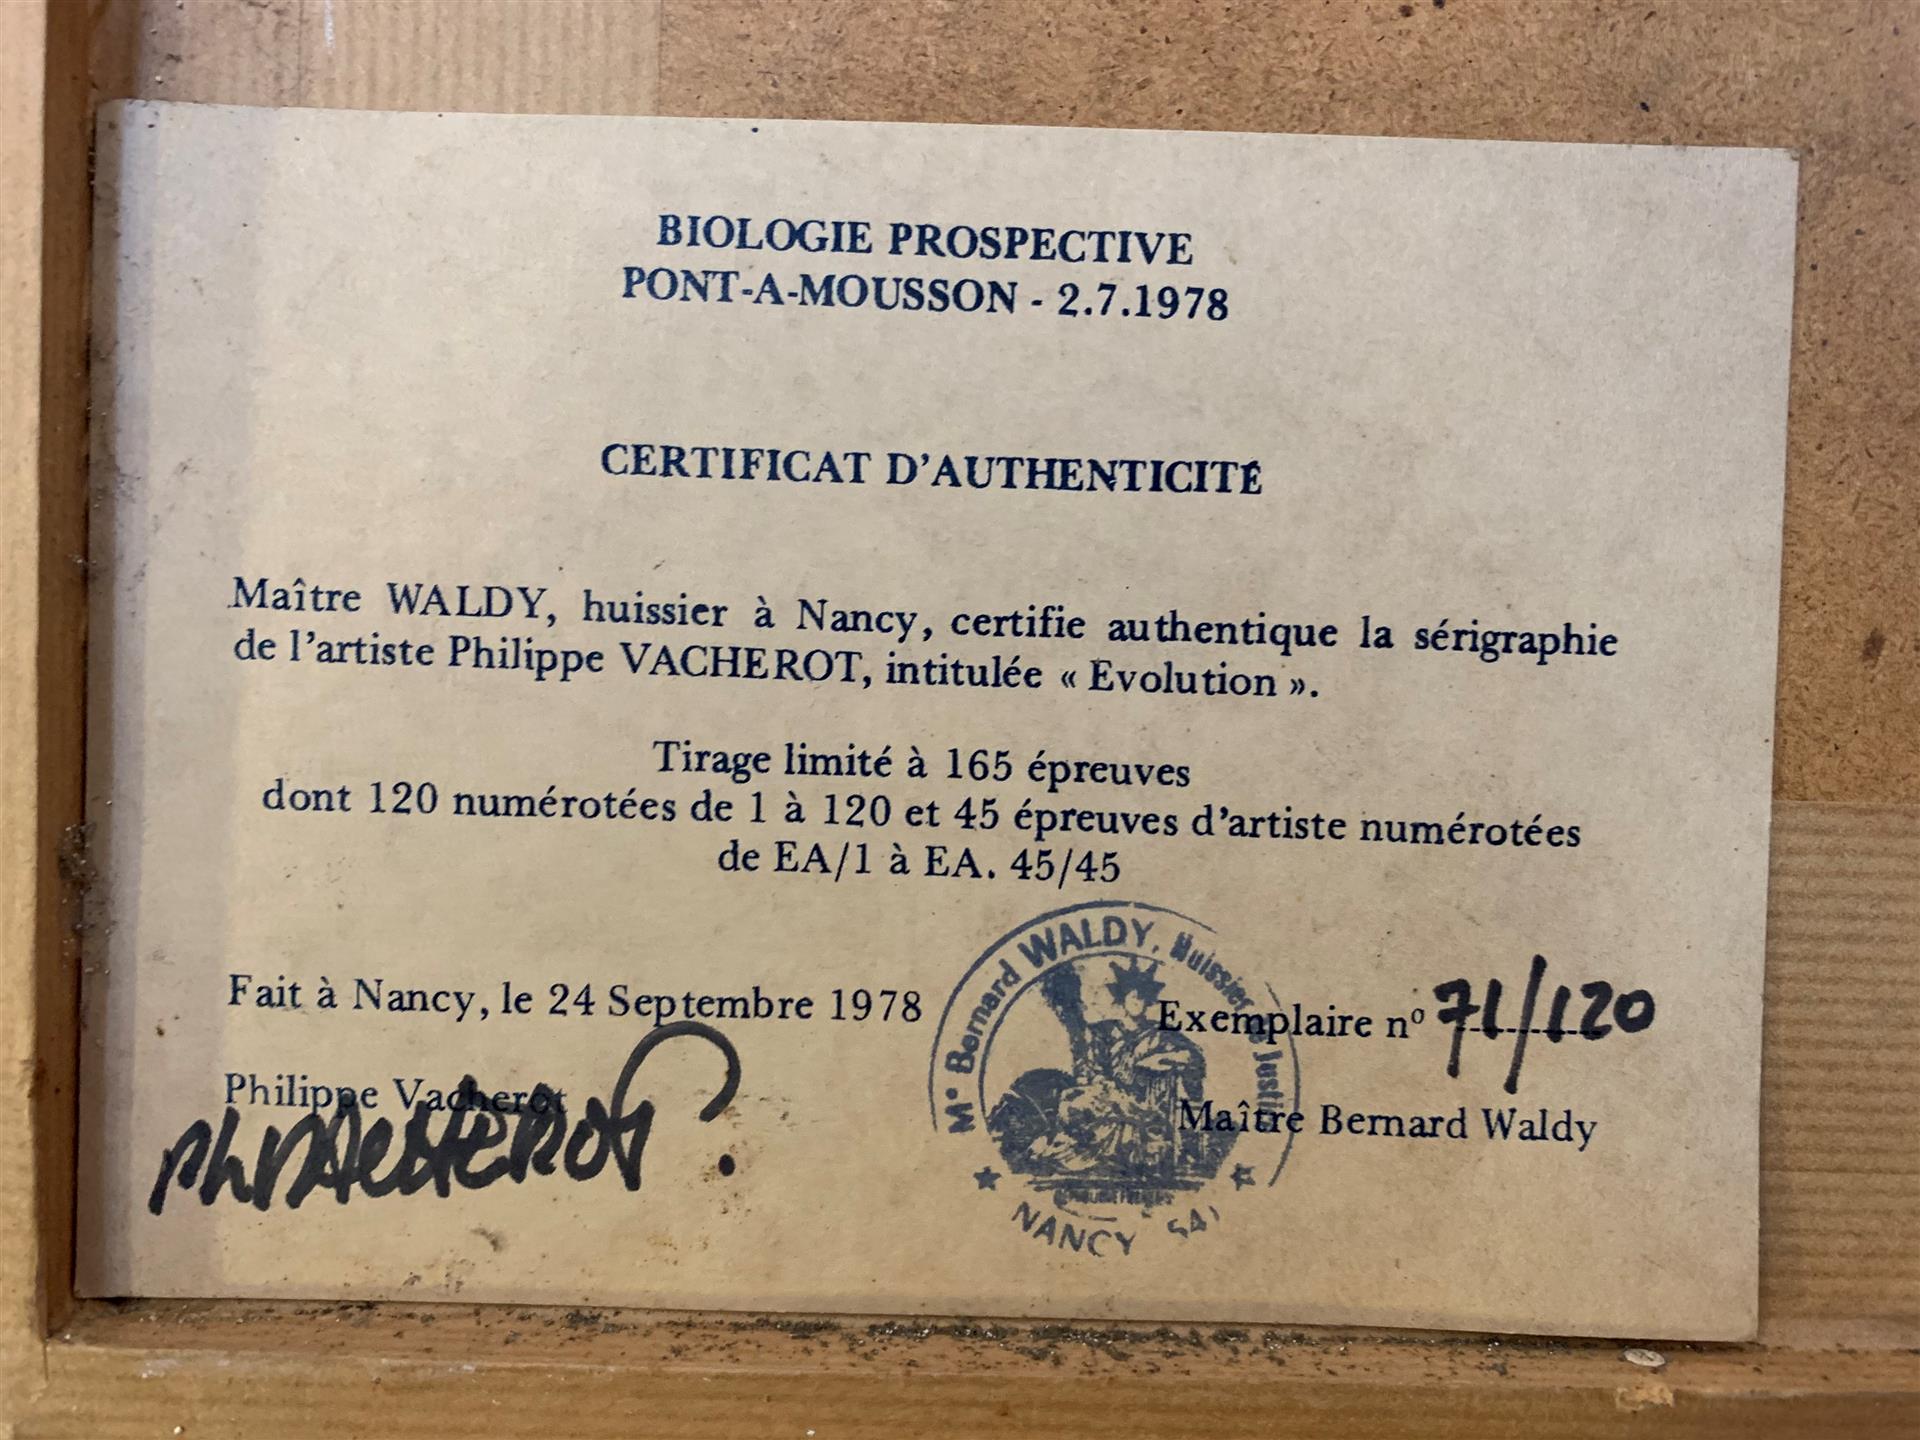 BIOLOGIE PROSPECTIVE
PONT-A-MOUSSON - 2.7.1978
CERTIFICAT D'AUTHENTICITÉ
Maître WALDY, huissier à Nancy, certifie authentique la sérigraphie
de l'artiste Philippe VACHEROT, intitulée « Evolution ».
Tirage limité à 165 épreuves
dont 120 numérotées de 1 à 120 et 45 épreuves d'artiste numérotées
de EA/1 à EA. 45/45
Fait à Nancy, le 24 Septembre 1978
Exemplaire nº 71/120
Philippe Vacherot
Ph VACHEROT
Maître Bernard Waldy
Mº Bernard WALDY, Huissier de Justice
NANCY